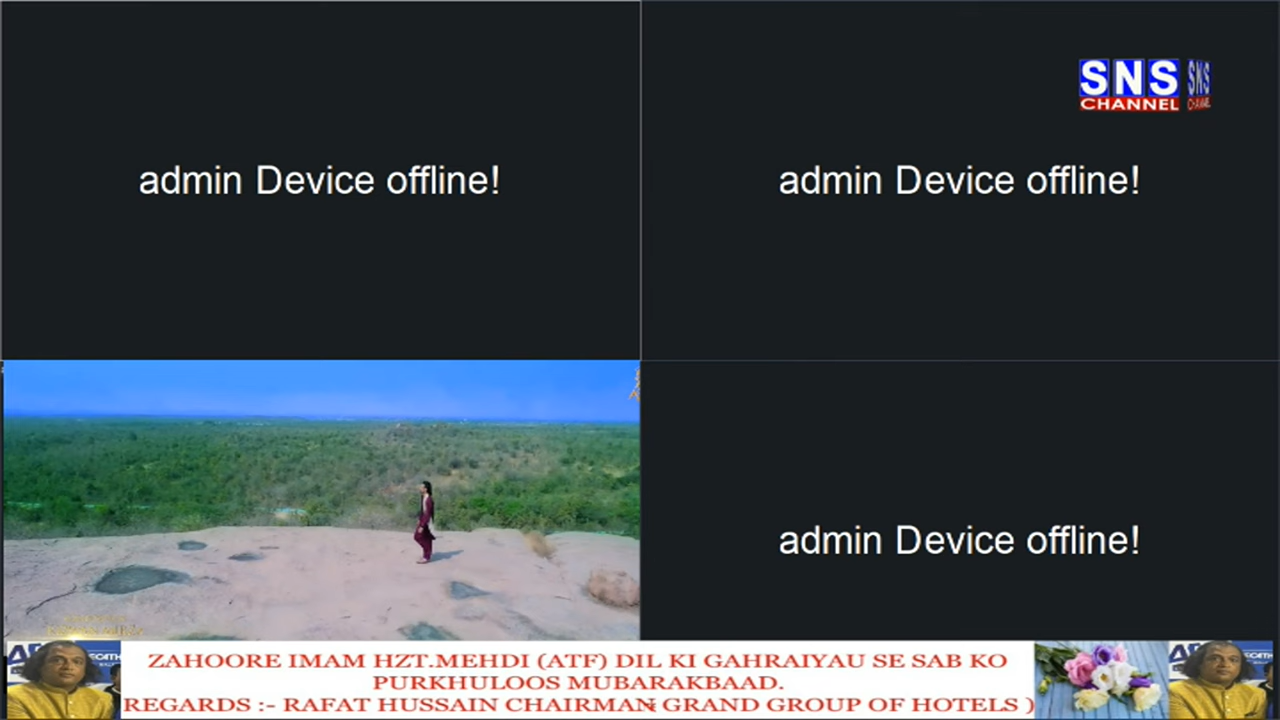 admin Device offline!
admin Device offline!
SNS SNS
CHANNEL
admin Device offline!
ZAHOORE IMAM HZT.MEHDI (ATF) DIL KI GAHRAIYAU SE SAB KO
PURKHULOOS MUBARAKBAAD.
REGARDS :- RAFAT HUSSAIN CHAIRMAN GRAND GROUP OF HOTELS )